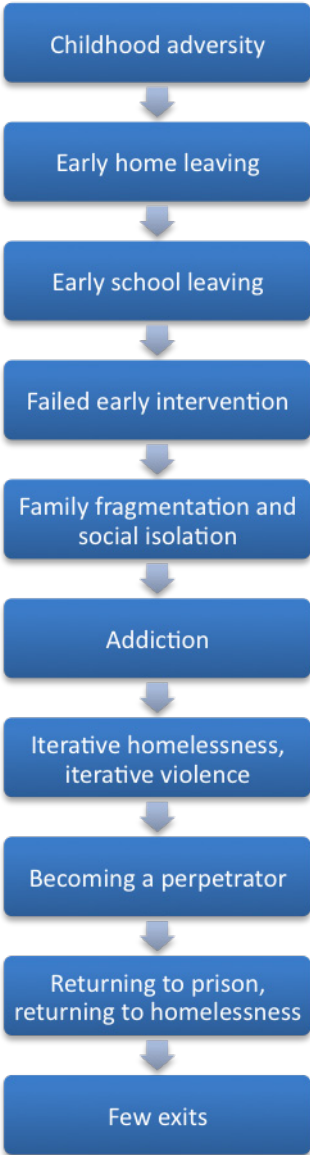 Childhood adversity
Early home leaving
Early school leaving
Failed early intervention
Family fragmentation and
social isolation
Addiction
Iterative homelessness,
iterative violence
Becoming a perpetrator
Returning to prison,
returning to homelessness
Few exits